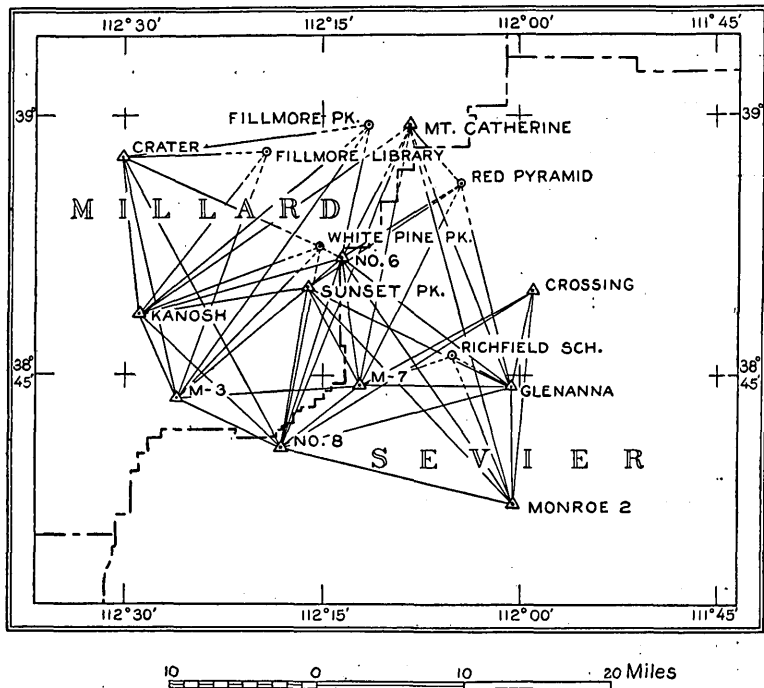 112° 30' 112° 15' 112° 00' 111° 45'
39° 39°
FILLMORE PK.
MT. CATHERINE
CRATER
FILLMORE LIBRARY
RED PYRAMID
MILLARD
WHITE PINE PK.
NO. 6
SUNSET PK.
CROSSING
KANOSH
RICHFIELD SCH.
38° 45' 38° 45'
M-3
M-7
GLENANNA
NO. 8
SEVIER
MONROE 2
112° 30' 112° 15' 112° 00' 111° 45'
10 0 10 20 Miles